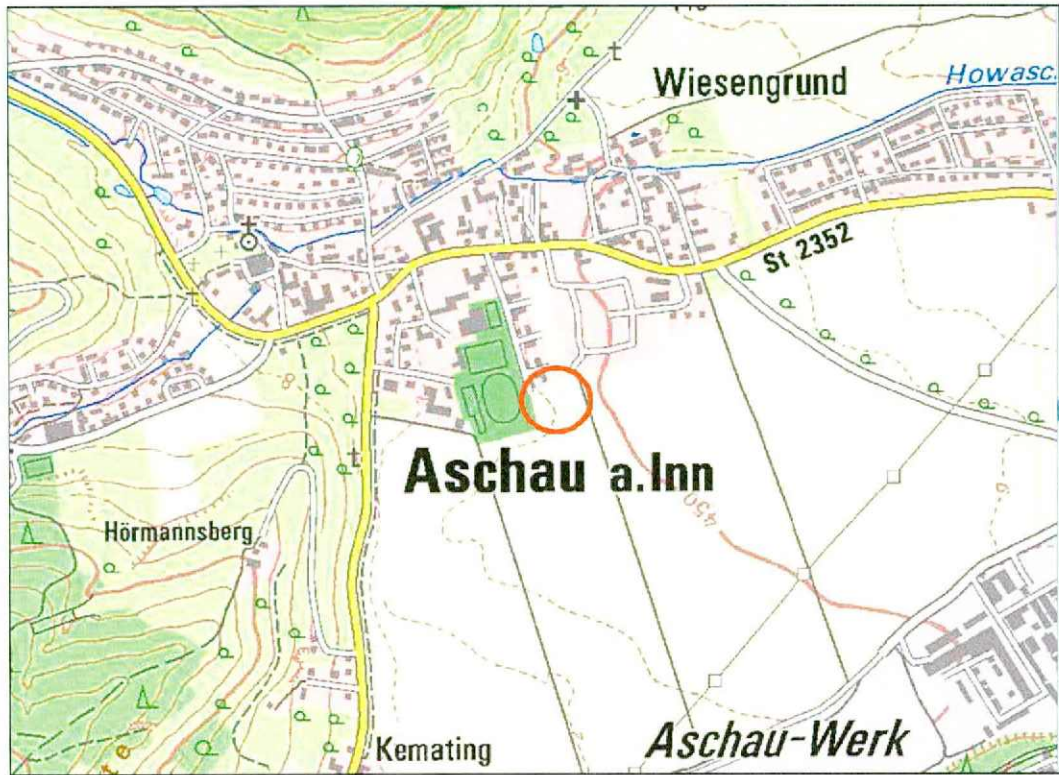 Wiesengrund
Howasc.
St 2352
Aschau a.Inn
450
Hörmannsberg
Kemating
Aschau-Werk